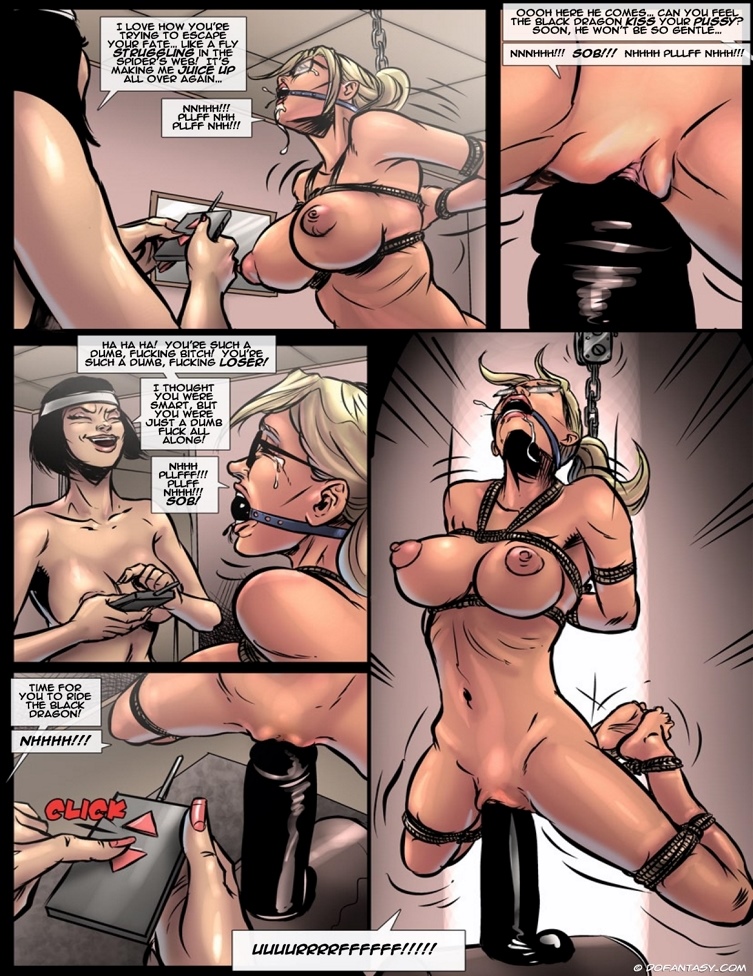 I LOVE HOW YOU'RE
TRYING TO ESCAPE
YOUR FATE... LIKE A FLY
STRUGGLING IN THE
SPIDER'S WEB! IT'S
MAKING ME JUICE UP
ALL OVER AGAIN...
NNHHH!!!
PLLFF NHH
PLLFF NHH!!!
OOOH HERE HE COMES... CAN YOU FEEL
THE BLACK DRAGON KISS YOUR PUSSY?
SOON, HE WON'T BE SO GENTLE...
NNNHHH!!! SOB!!! NHHHH PLLLFF NHHH!!!
HA HA HA! YOU'RE SUCH A
DUMB, FUCKING BITCH! YOU'RE
SUCH A DUMB, FUCKING LOSER!
I THOUGHT
YOU WERE
SMART, BUT
YOU WERE
JUST A DUMB
FUCK ALL
ALONG!
NHHH
PLLFFF!!!
PLLFF
NHHH!!!
SOB!
TIME FOR
YOU TO RIDE
THE BLACK
DRAGON!
NHHHH!!!
CLICK
UUUURRRRFFFFFF!!!!!
© DOFANTASY.COM